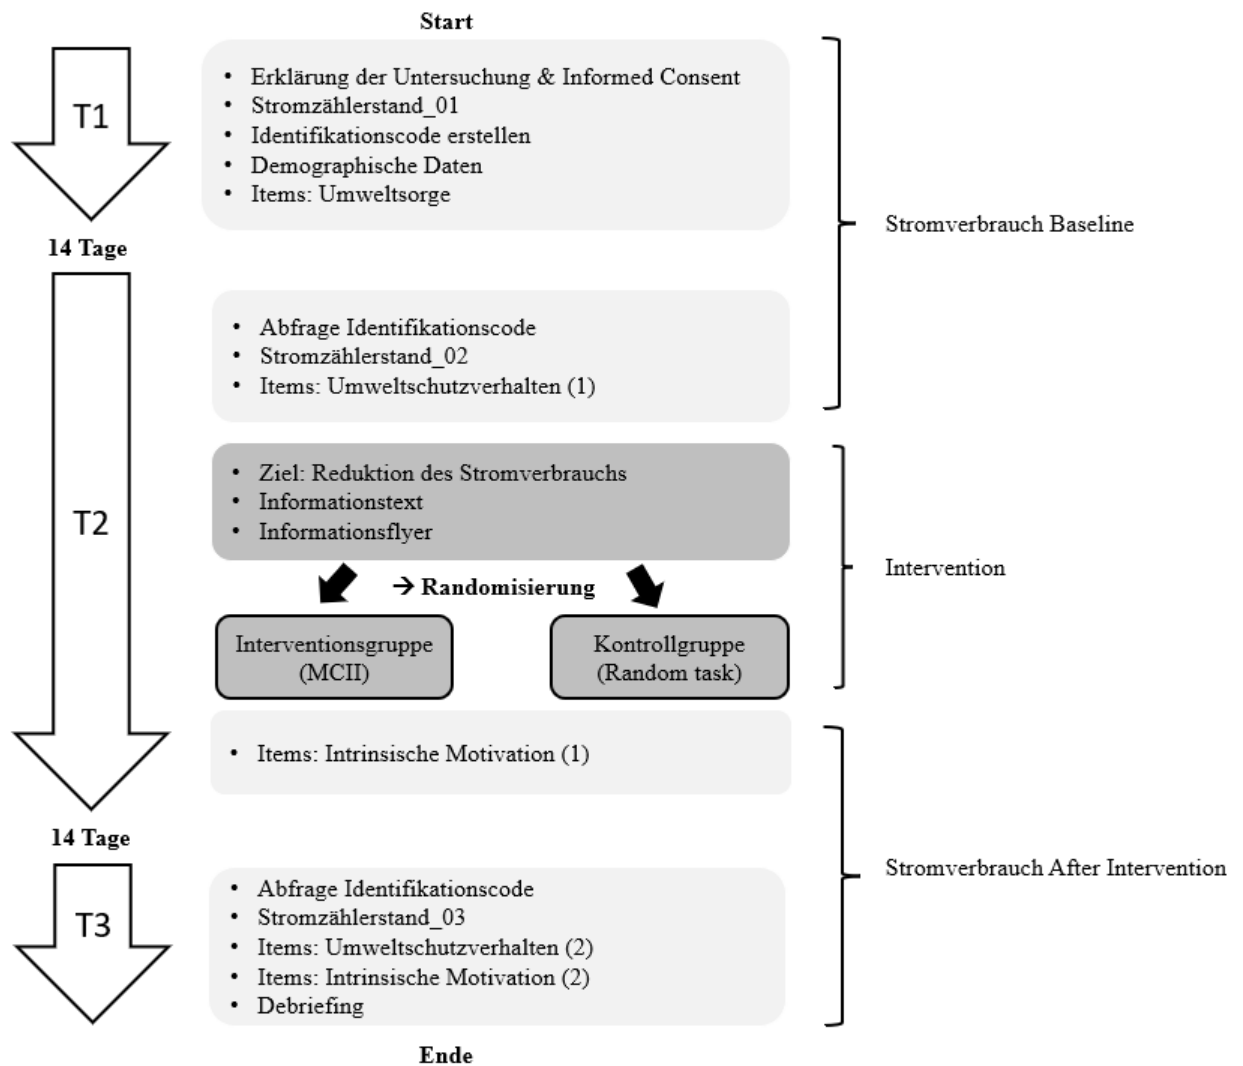 Start
T1
• Erklärung der Untersuchung & Informed Consent
• Stromzählerstand_01
• Identifikationscode erstellen
• Demographische Daten
• Items: Umweltsorge
Stromverbrauch Baseline
14 Tage
• Abfrage Identifikationscode
• Stromzählerstand_02
• Items: Umweltschutzverhalten (1)
T2
• Ziel: Reduktion des Stromverbrauchs
• Informationstext
• Informationsflyer
→ Randomisierung
Intervention
Interventionsgruppe
(MCII)
Kontrollgruppe
(Random task)
• Items: Intrinsische Motivation (1)
14 Tage
Stromverbrauch After Intervention
T3
• Abfrage Identifikationscode
• Stromzählerstand_03
• Items: Umweltschutzverhalten (2)
• Items: Intrinsische Motivation (2)
• Debriefing
Ende